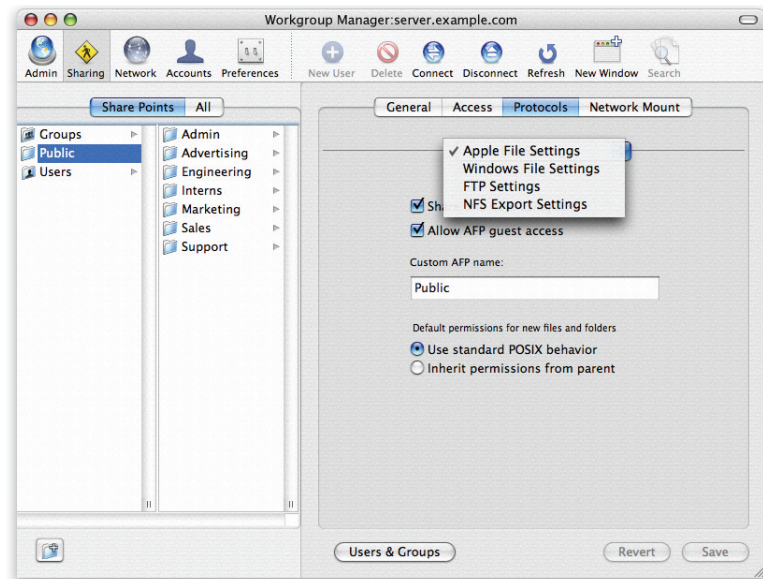 Workgroup Manager:server.example.com
Admin Sharing Network Accounts Preferences New User Delete Connect Disconnect Refresh New Window Search
Share Points All
General Access Protocols Network Mount
Groups
Public
Users
Admin
Advertising
Engineering
Interns
Marketing
Sales
Support
✓ Apple File Settings
Windows File Settings
FTP Settings
NFS Export Settings
Sh
Allow AFP guest access
Custom AFP name:
Public
Default permissions for new files and folders
Use standard POSIX behavior
Inherit permissions from parent
Users & Groups
Revert Save